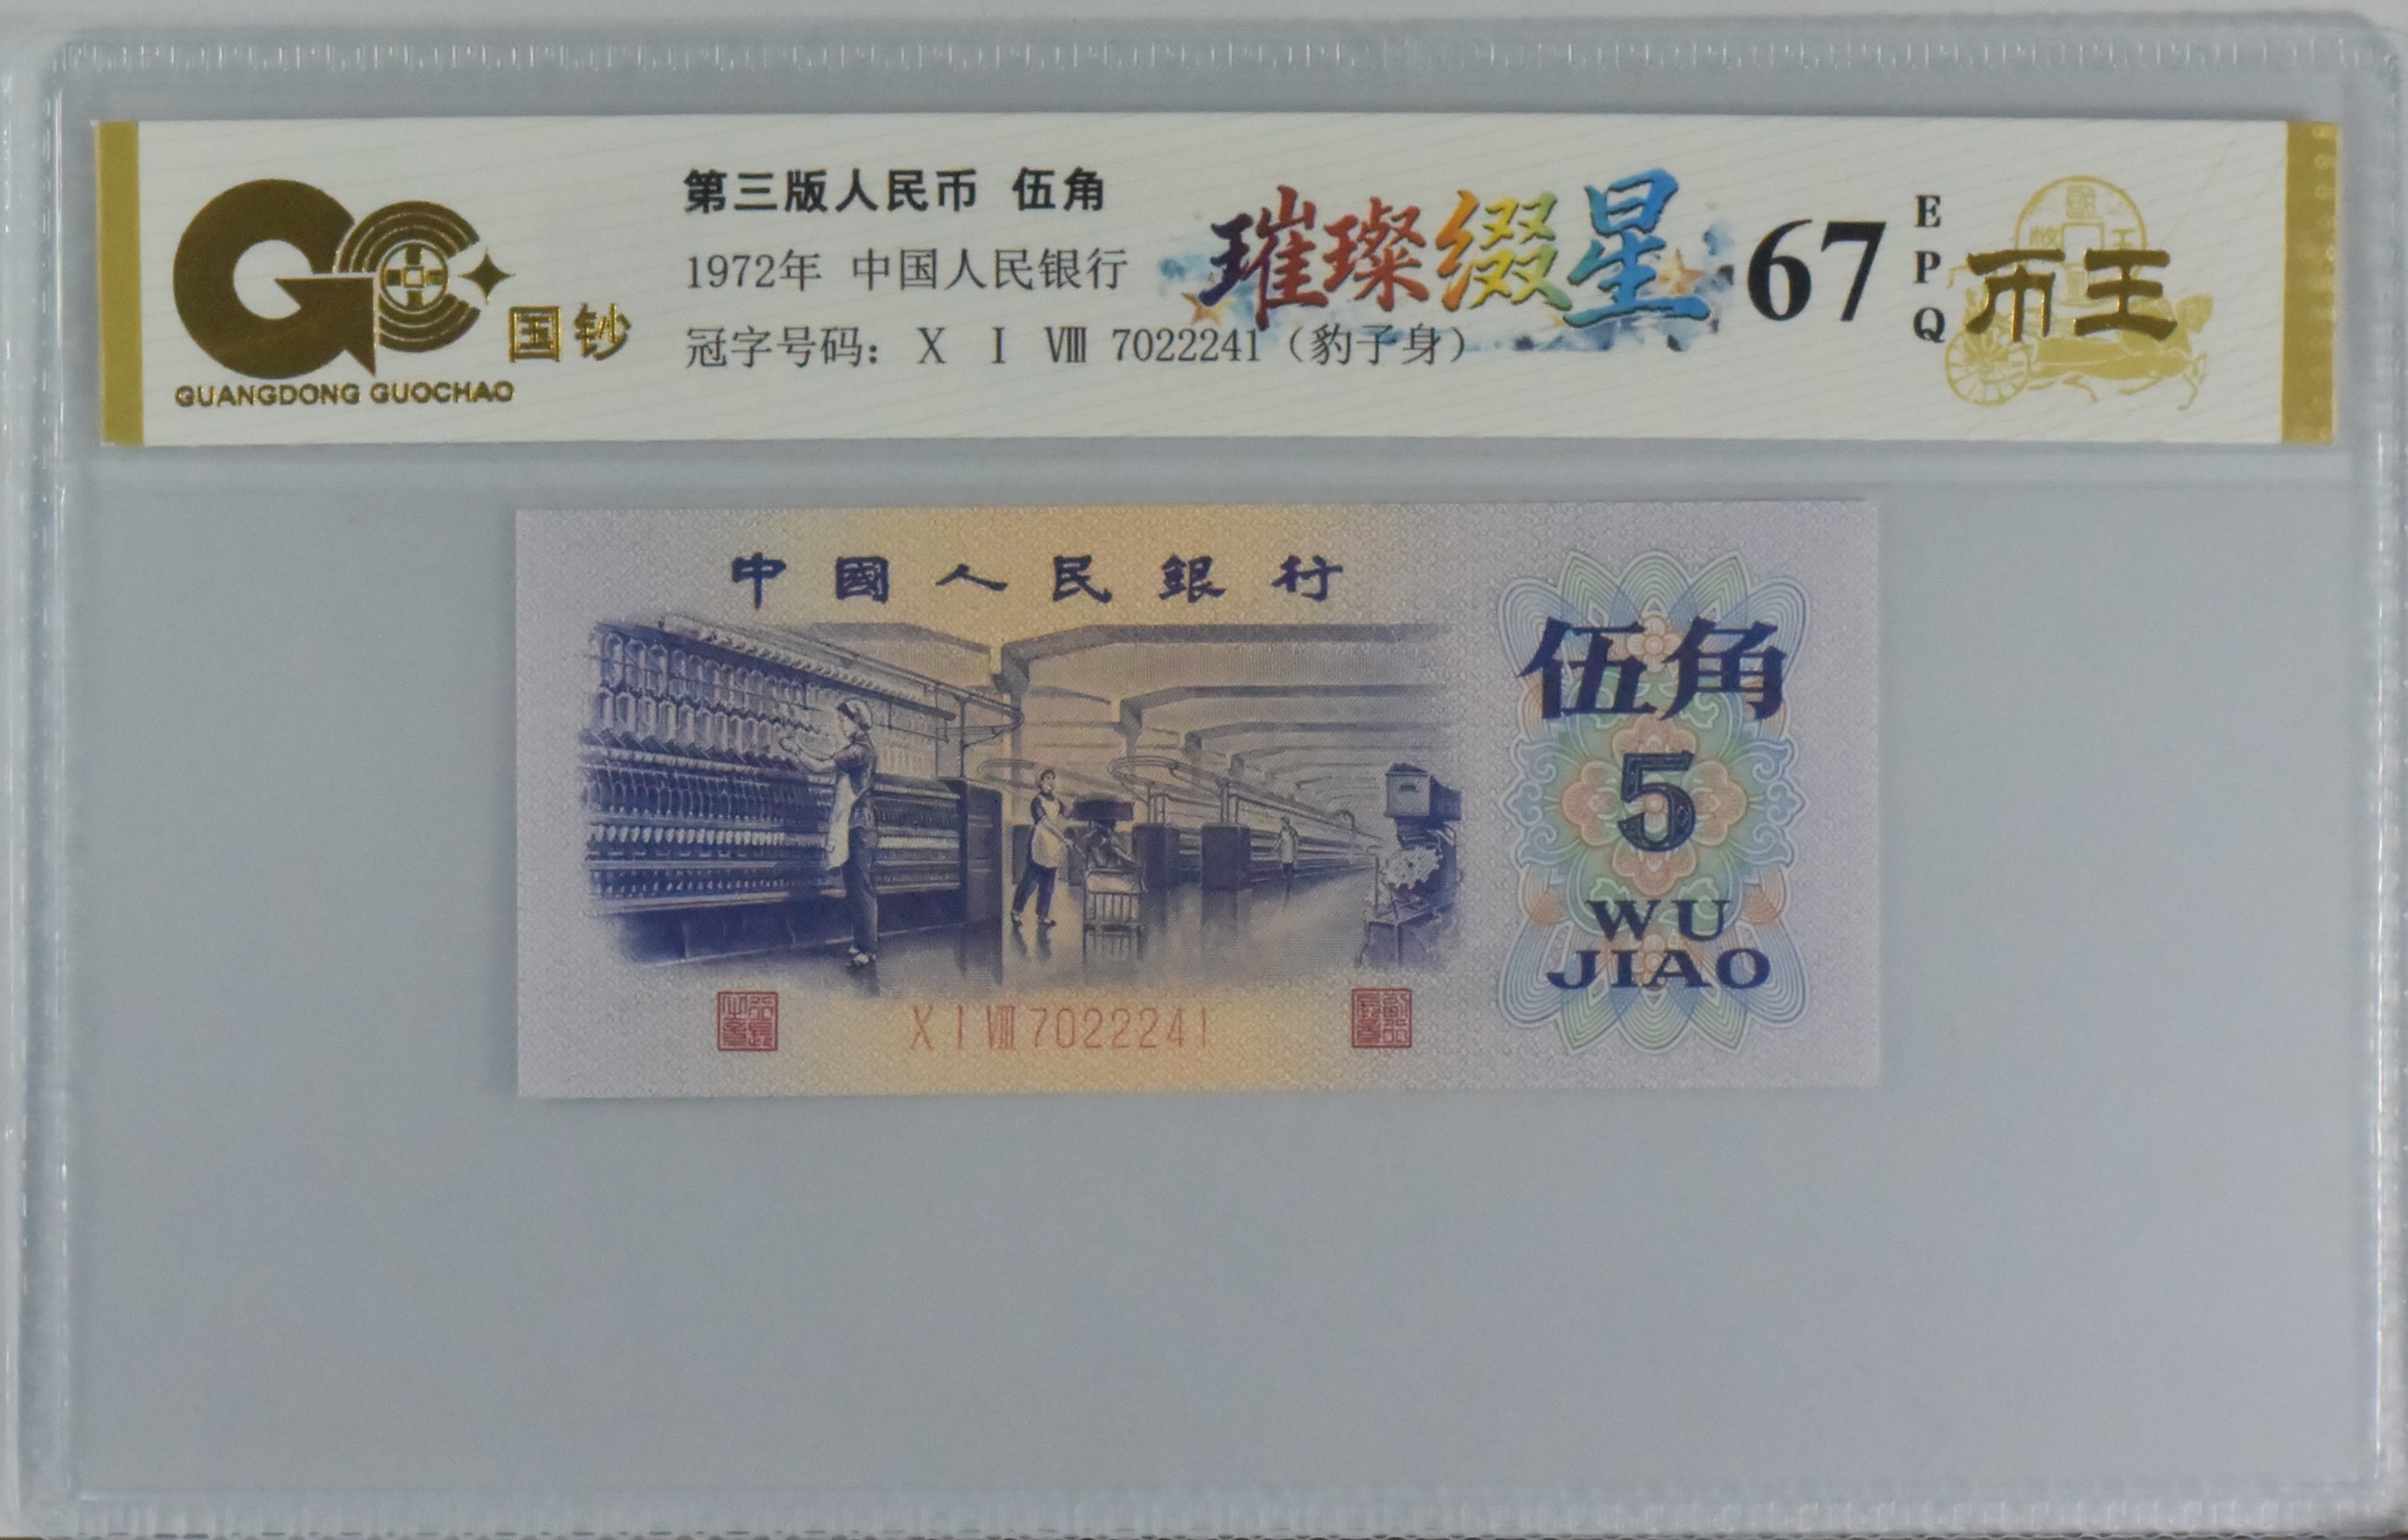 第三版人民币 伍角
1972年 中国人民银行
冠字号码： X I Ⅷ 7022241（豹子身）
璀璨缀星
67
E
P
Q
币王
国钞
GUANGDONG GUOCHAO
中國人民銀行
伍角
5
WU
JIAO
X I Ⅷ 7022241